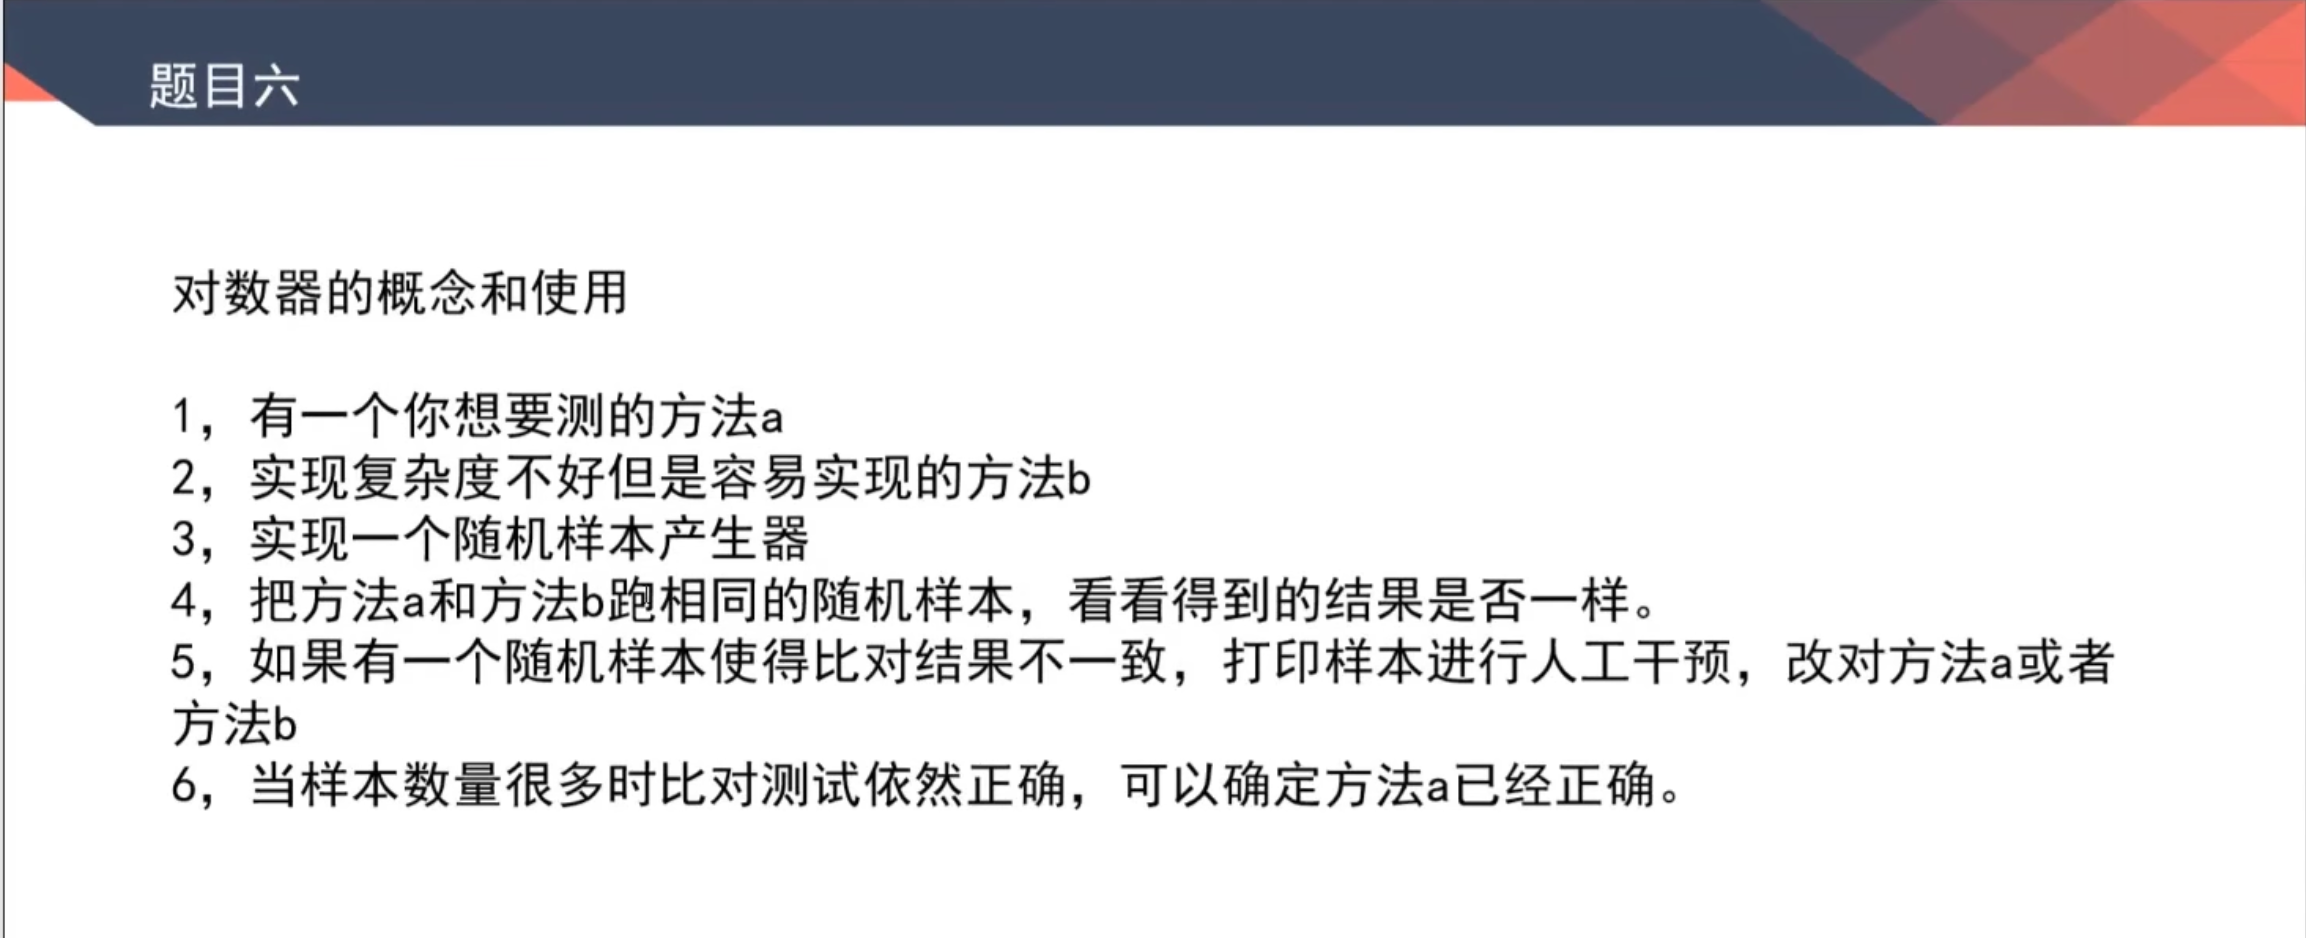 题目六
对数器的概念和使用
1，有一个你想要测的方法a
2，实现复杂度不好但是容易实现的方法b
3，实现一个随机样本产生器
4，把方法a和方法b跑相同的随机样本，看看得到的结果是否一样。
5，如果有一个随机样本使得比对结果不一致，打印样本进行人工干预，改对方法a或者
方法b
6，当样本数量很多时比对测试依然正确，可以确定方法a已经正确。